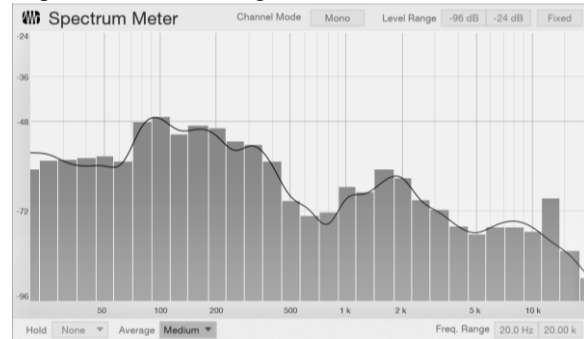 Spectrum Meter Channel Mode Mono Level Range -96 dB -24 dB Fixed
-24
-36
-48
-72
-96
50 100 200 500 1 k 2 k 5 k 10 k
Hold None Average Medium Freq. Range 20.0 Hz 20.00 k